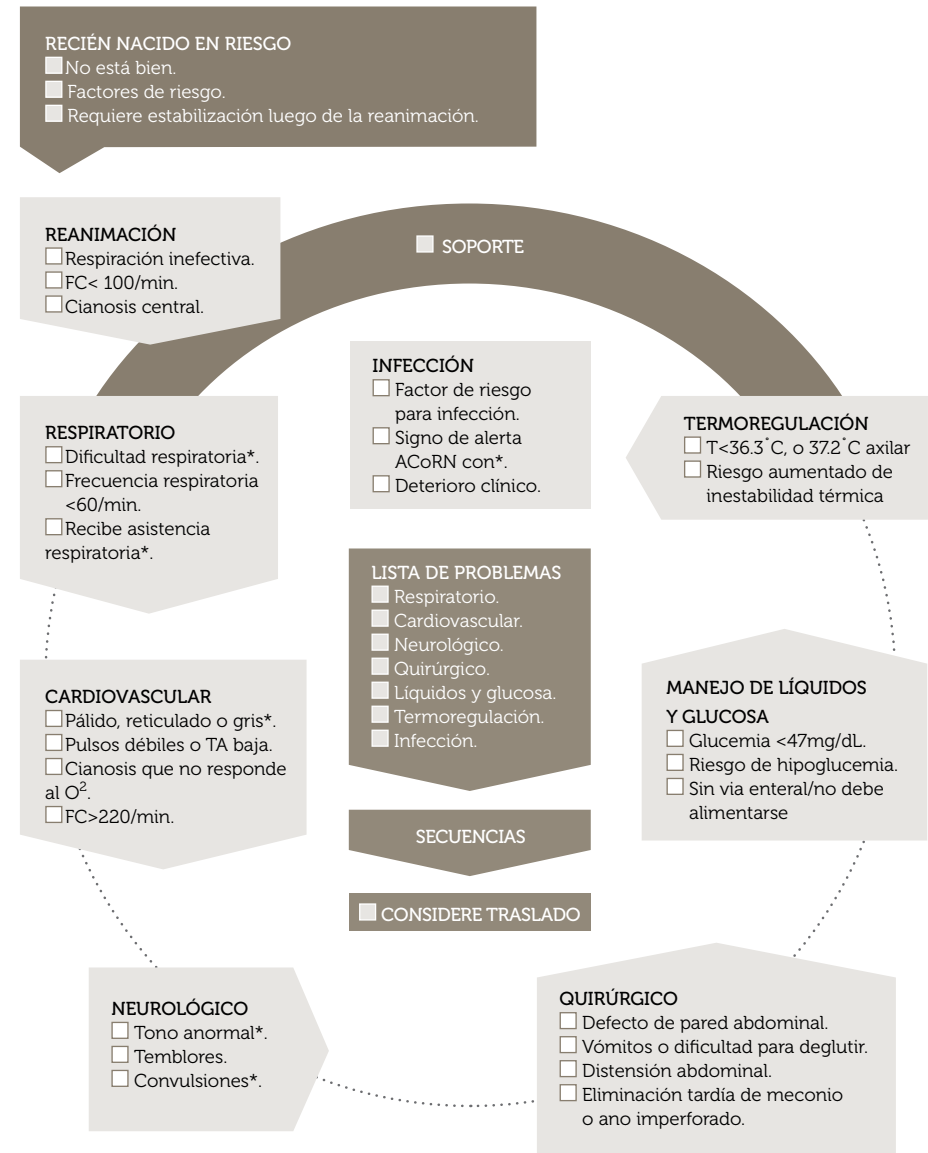 RECIÉN NACIDO EN RIESGO
No está bien.
Factores de riesgo.
Requiere estabilización luego de la reanimación.
REANIMACIÓN
Respiración inefectiva.
FC< 100/min.
Cianosis central.
SOPORTE
RESPIRATORIO
Dificultad respiratoria*.
Frecuencia respiratoria
<60/min.
Recibe asistencia
respiratoria*.
INFECCIÓN
Factor de riesgo
para infección.
Signo de alerta
ACoRN con*.
Deterioro clínico.
TERMOREGULACIÓN
T<36.3˚C, o 37.2˚C axilar
Riesgo aumentado de
inestabilidad térmica
LISTA DE PROBLEMAS
Respiratorio.
Cardiovascular.
Neurológico.
Quirúrgico.
Líquidos y glucosa.
Termoregulación.
Infección.
CARDIOVASCULAR
Pálido, reticulado o gris*.
Pulsos débiles o TA baja.
Cianosis que no responde
al O².
FC>220/min.
MANEJO DE LÍQUIDOS
Y GLUCOSA
Glucemia <47mg/dL.
Riesgo de hipoglucemia.
Sin via enteral/no debe
alimentarse
SECUENCIAS
CONSIDERE TRASLADO
NEUROLÓGICO
Tono anormal*.
Temblores.
Convulsiones*.
QUIRÚRGICO
Defecto de pared abdominal.
Vómitos o dificultad para deglutir.
Distensión abdominal.
Eliminación tardía de meconio
o ano imperforado.